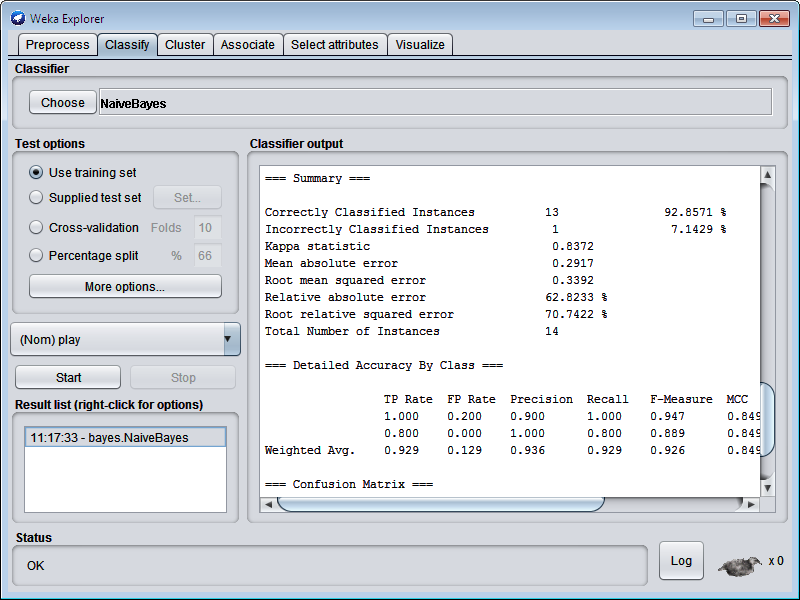 Weka Explorer
Preprocess Classify Cluster Associate Select attributes Visualize
Classifier
Choose NaiveBayes
Test options
Use training set
Supplied test set Set...
Cross-validation Folds 10
Percentage split % 66
More options...
(Nom) play
Start Stop
Result list (right-click for options)
11:17:33 - bayes.NaiveBayes
Classifier output
=== Summary ===
Correctly Classified Instances 13 92.8571 %
Incorrectly Classified Instances 1 7.1429 %
Kappa statistic 0.8372
Mean absolute error 0.2917
Root mean squared error 0.3392
Relative absolute error 62.8233 %
Root relative squared error 70.7422 %
Total Number of Instances 14
=== Detailed Accuracy By Class ===
TP Rate FP Rate Precision Recall F-Measure MCC
1.000 0.200 0.900 1.000 0.947 0.849
0.800 0.000 1.000 0.800 0.889 0.849
Weighted Avg. 0.929 0.129 0.936 0.929 0.926 0.849
=== Confusion Matrix ===
Status
OK
Log
x 0